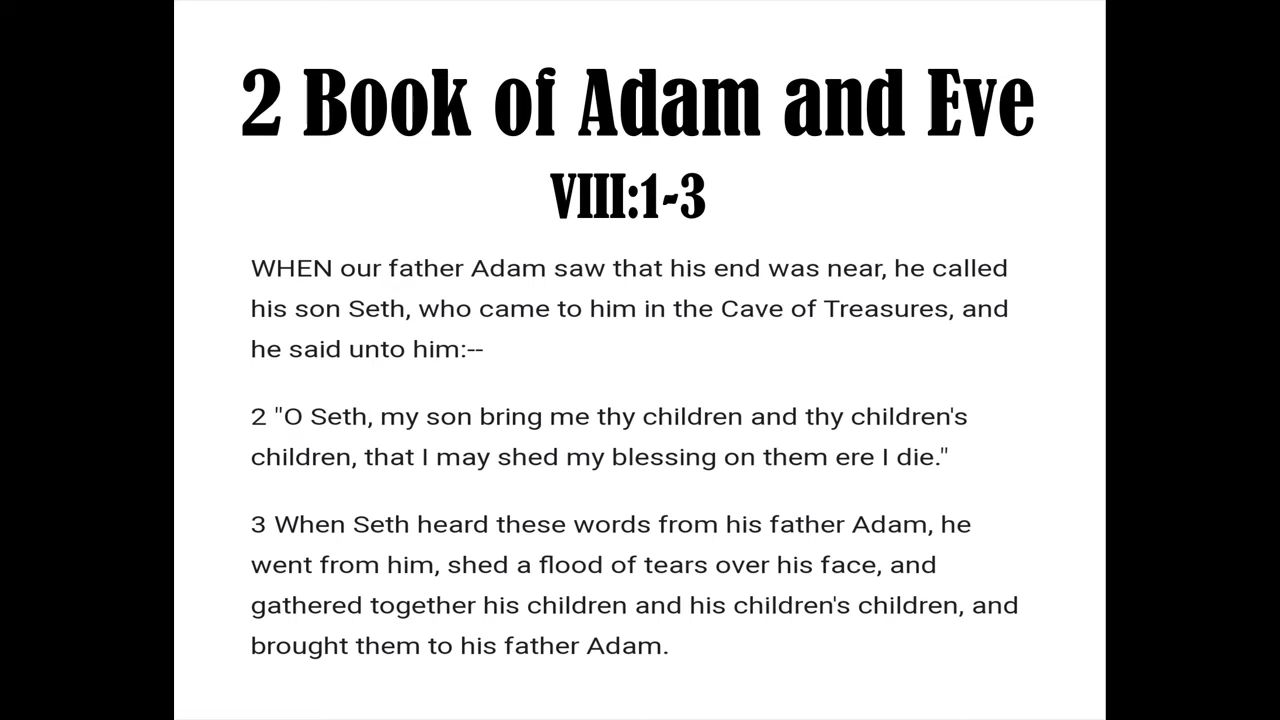 2 Book of Adam and Eve
VIII:1-3
WHEN our father Adam saw that his end was near, he called
his son Seth, who came to him in the Cave of Treasures, and
he said unto him:--
2 "O Seth, my son bring me thy children and thy children's
children, that I may shed my blessing on them ere I die."
3 When Seth heard these words from his father Adam, he
went from him, shed a flood of tears over his face, and
gathered together his children and his children's children, and
brought them to his father Adam.